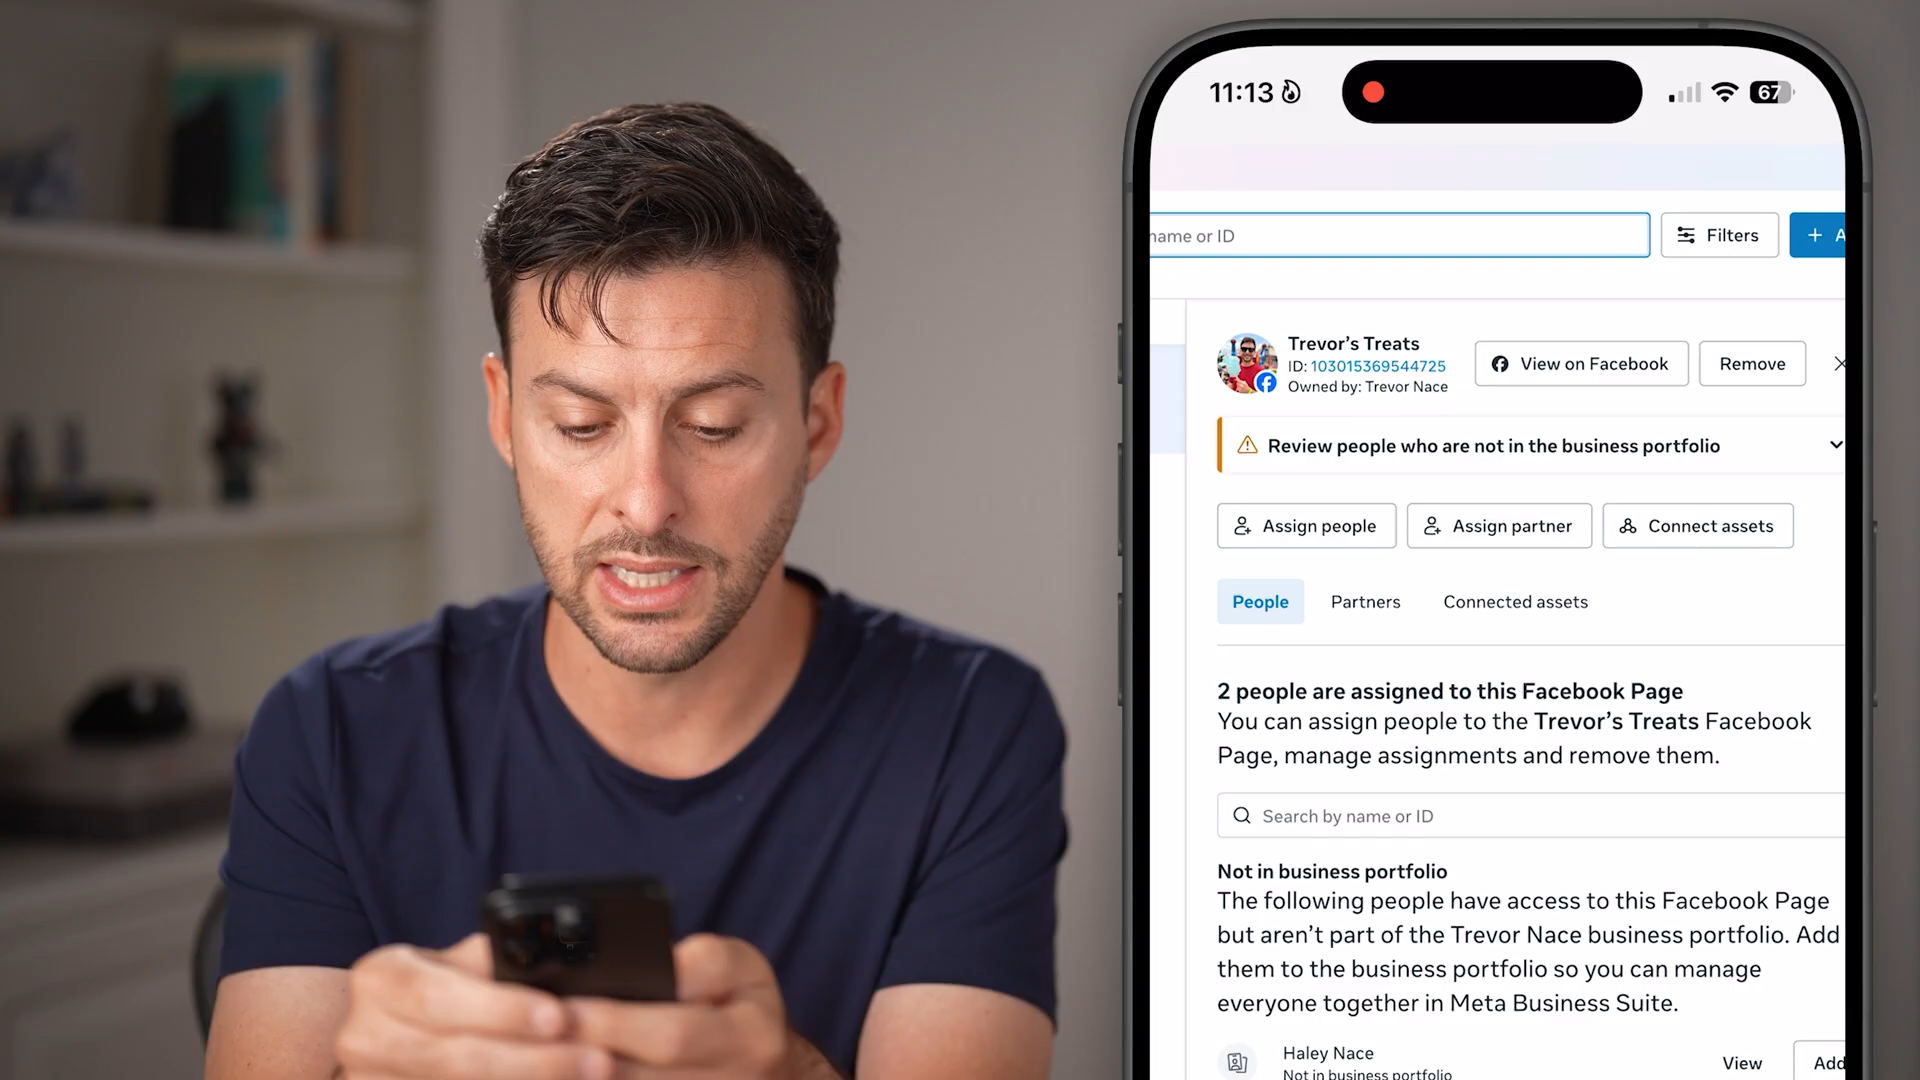 11:13
67
name or ID
Filters
+ A
Trevor's Treats
ID: 103015369544725
Owned by: Trevor Nace
View on Facebook
Remove
Review people who are not in the business portfolio
Assign people
Assign partner
Connect assets
People
Partners
Connected assets
2 people are assigned to this Facebook Page
You can assign people to the Trevor's Treats Facebook
Page, manage assignments and remove them.
Search by name or ID
Not in business portfolio
The following people have access to this Facebook Page
but aren't part of the Trevor Nace business portfolio. Add
them to the business portfolio so you can manage
everyone together in Meta Business Suite.
Haley Nace
Not in business portfolio
View
Add